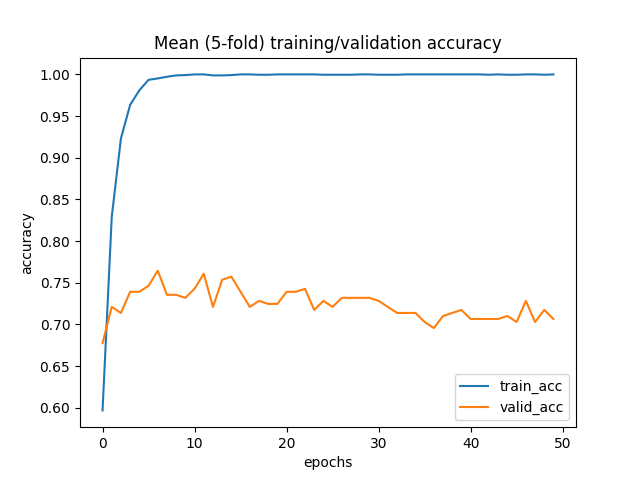 Mean (5-fold) training/validation accuracy
1.00
0.95
0.90
0.85
0.80
0.75
0.70
0.65
0.60
accuracy
train_acc
valid_acc
0 10 20 30 40 50
epochs